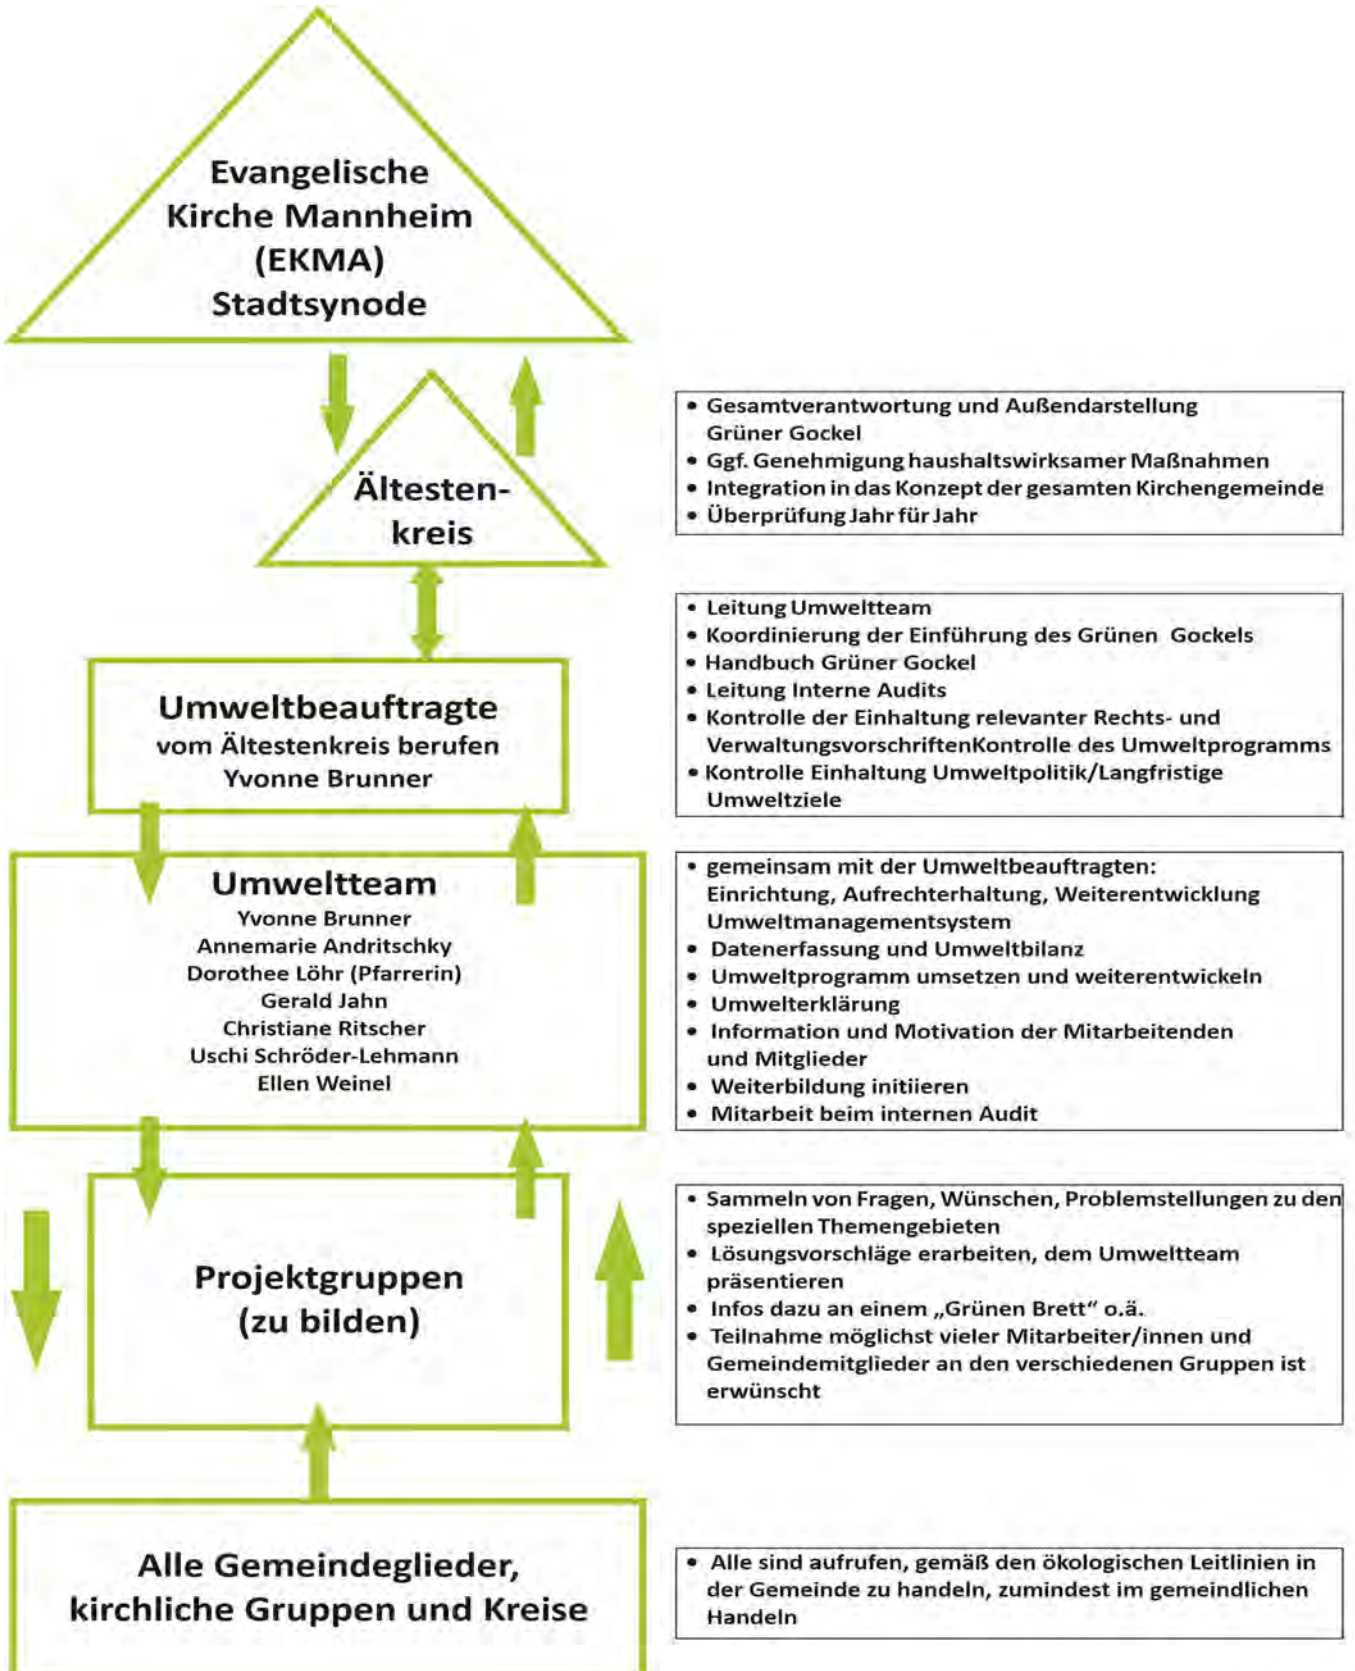 Evangelische
Kirche Mannheim
(EKMA)
Stadtsynode
Ältesten-
kreis
• Gesamtverantwortung und Außendarstellung
Grüner Gockel
• Ggf. Genehmigung haushaltswirksamer Maßnahmen
• Integration in das Konzept der gesamten Kirchengemeinde
• Überprüfung Jahr für Jahr
Umweltbeauftragte
vom Ältestenkreis berufen
Yvonne Brunner
• Leitung Umweltteam
• Koordinierung der Einführung des Grünen Gockels
• Handbuch Grüner Gockel
• Leitung Interne Audits
• Kontrolle der Einhaltung relevanter Rechts- und
VerwaltungsvorschriftenKontrolle des Umweltprogramms
• Kontrolle Einhaltung Umweltpolitik/Langfristige
Umweltziele
Umweltteam
Yvonne Brunner
Annemarie Andritschky
Dorothee Löhr (Pfarrerin)
Gerald Jahn
Christiane Ritscher
Uschi Schröder-Lehmann
Ellen Weinel
• gemeinsam mit der Umweltbeauftragten:
Einrichtung, Aufrechterhaltung, Weiterentwicklung
Umweltmanagementsystem
• Datenerfassung und Umweltbilanz
• Umweltprogramm umsetzen und weiterentwickeln
• Umwelterklärung
• Information und Motivation der Mitarbeitenden
und Mitglieder
• Weiterbildung initiieren
• Mitarbeit beim internen Audit
Projektgruppen
(zu bilden)
• Sammeln von Fragen, Wünschen, Problemstellungen zu den
speziellen Themengebieten
• Lösungsvorschläge erarbeiten, dem Umweltteam
präsentieren
• Infos dazu an einem „Grünen Brett“ o.ä.
• Teilnahme möglichst vieler Mitarbeiter/innen und
Gemeindemitglieder an den verschiedenen Gruppen ist
erwünscht
Alle Gemeindeglieder,
kirchliche Gruppen und Kreise
• Alle sind aufrufen, gemäß den ökologischen Leitlinien in
der Gemeinde zu handeln, zumindest im gemeindlichen
Handeln